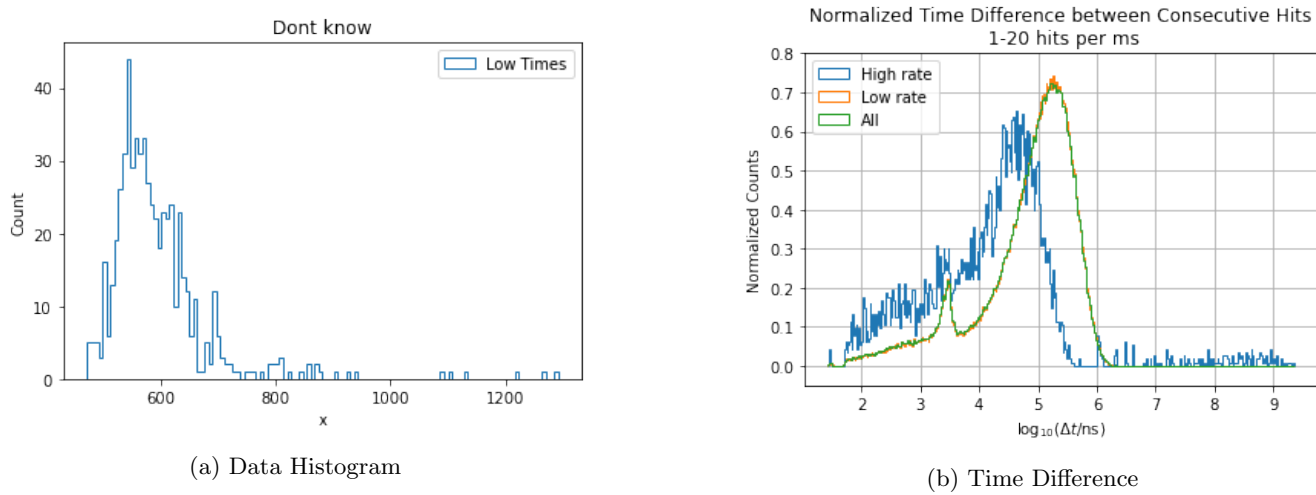 Dont know
Low Times
Count
40
30
20
10
0
600
800
1000
1200
x
(a) Data Histogram
Normalized Time Difference between Consecutive Hits
1-20 hits per ms
High rate
Low rate
All
Normalized Counts
0.8
0.7
0.6
0.5
0.4
0.3
0.2
0.1
0.0
2
3
4
5
6
7
8
9
log₁₀(Δt/ns)
(b) Time Difference